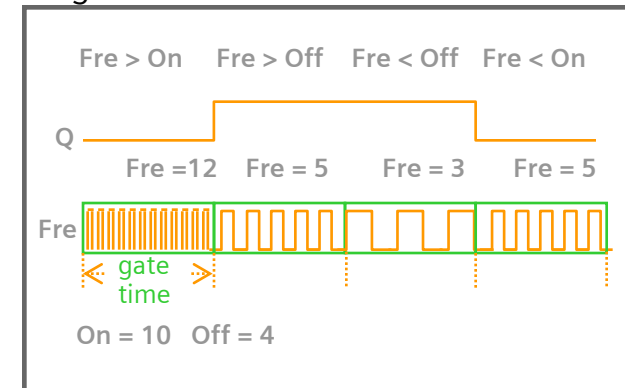 Fre > On Fre > Off Fre < Off Fre < On
Q
Fre =12 Fre = 5 Fre = 3 Fre = 5
Fre
gate
time
On = 10 Off = 4